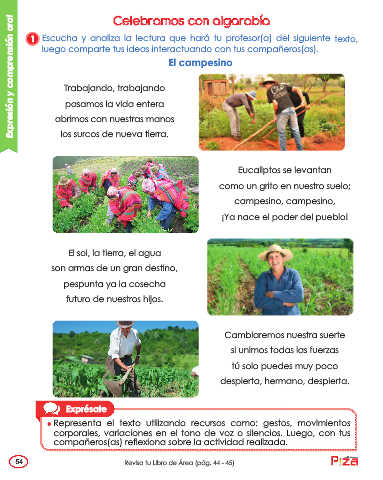 Celebramos con algarabía
Expresión y comprensión oral
1 Escucha y analiza la lectura que hará tu profesor(a) del siguiente texto,
luego comparte tus ideas interactuando con tus compañeros(as).
El campesino
Trabajando, trabajando
pasamos la vida entera
abrimos con nuestras manos
los surcos de nueva tierra.
Eucaliptos se levantan
como un grito en nuestro suelo;
campesino, campesino,
¡Ya nace el poder del pueblo!
El sol, la tierra, el agua
son armas de un gran destino,
pespunta ya la cosecha
futuro de nuestros hijos.
Cambiaremos nuestra suerte
si unimos todas las fuerzas
tú solo puedes muy poco
despierta, hermano, despierta.
Exprésate
Representa el texto utilizando recursos como: gestos, movimientos
corporales, variaciones en el tono de voz o silencios. Luego, con tus
compañeros(as) reflexiona sobre la actividad realizada.
54
Revisa tu Libro de Área (pág. 44 - 45)